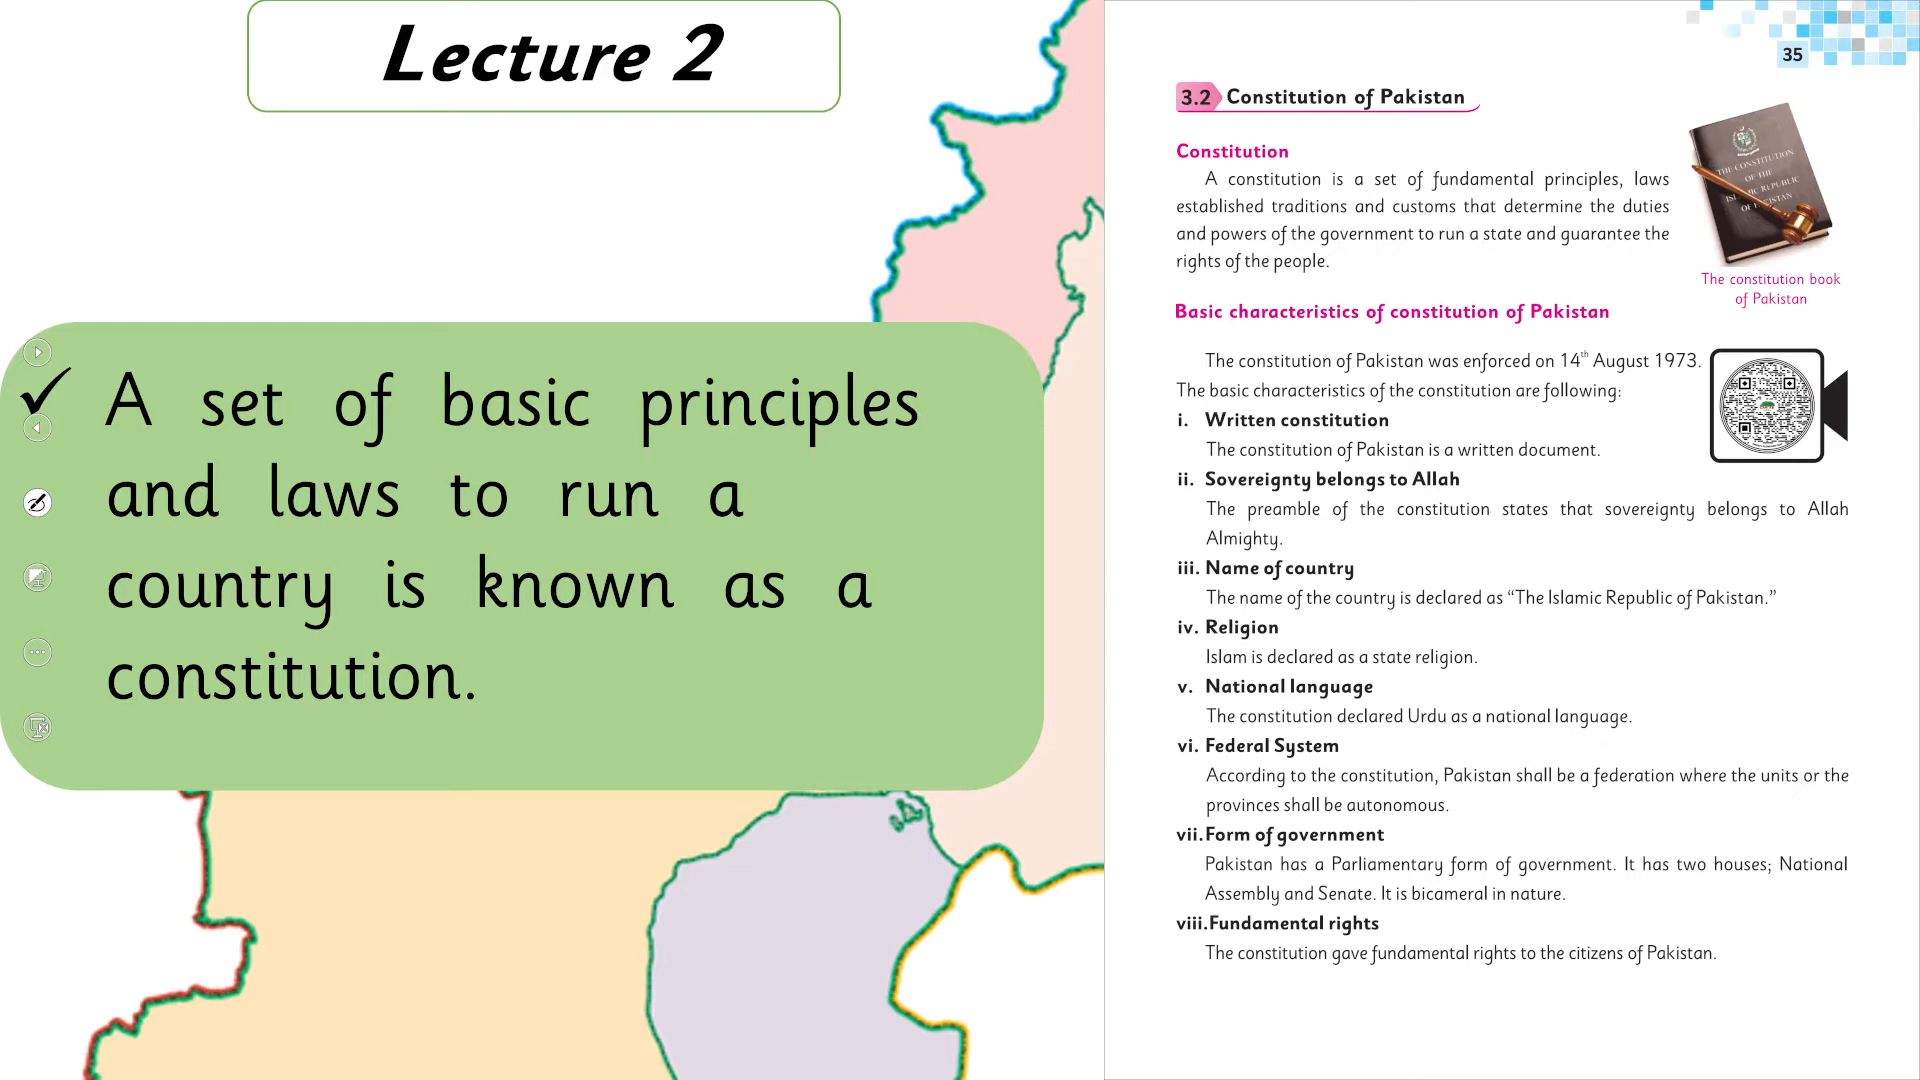 Lecture 2
✓ A set of basic principles
and laws to run a
country is known as a
constitution.
35
3.2 Constitution of Pakistan
Constitution
A constitution is a set of fundamental principles, laws
established traditions and customs that determine the duties
and powers of the government to run a state and guarantee the
rights of the people.
THE CONSTITUTION
OF THE
ISLAMIC REPUBLIC
OF PAKISTAN
The constitution book
of Pakistan
Basic characteristics of constitution of Pakistan
The constitution of Pakistan was enforced on 14th August 1973.
The basic characteristics of the constitution are following:
i. Written constitution
The constitution of Pakistan is a written document.
ii. Sovereignty belongs to Allah
The preamble of the constitution states that sovereignty belongs to Allah
Almighty.
iii. Name of country
The name of the country is declared as “The Islamic Republic of Pakistan.”
iv. Religion
Islam is declared as a state religion.
v. National language
The constitution declared Urdu as a national language.
vi. Federal System
According to the constitution, Pakistan shall be a federation where the units or the
provinces shall be autonomous.
vii. Form of government
Pakistan has a Parliamentary form of government. It has two houses; National
Assembly and Senate. It is bicameral in nature.
viii. Fundamental rights
The constitution gave fundamental rights to the citizens of Pakistan.